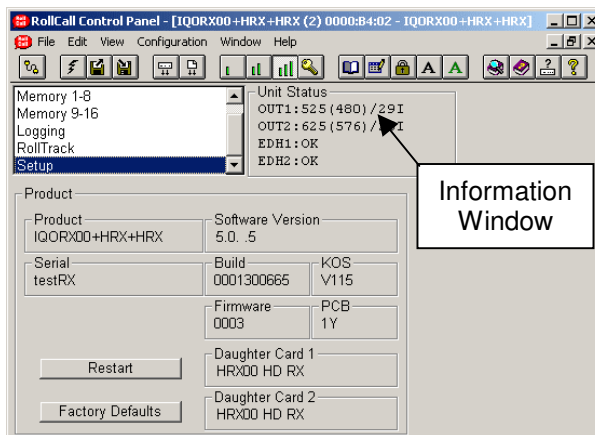 RollCall Control Panel - [IQORX00+HRX+HRX (2) 0000:B4:02 - IQORX00+HRX+HRX]
File Edit View Configuration Window Help
A A
Memory 1-8
Memory 9-16
Logging
RollTrack
Setup
Unit Status
OUT1:525(480)/29I
OUT2:625(576)/
EDH1:OK
EDH2:OK
Information
Window
Product
Product
IQORX00+HRX+HRX
Software Version
5.0. .5
Serial
testRX
Build
0001300665
KOS
V115
Firmware
0003
PCB
1Y
Restart
Daughter Card 1
HRX00 HD RX
Factory Defaults
Daughter Card 2
HRX00 HD RX